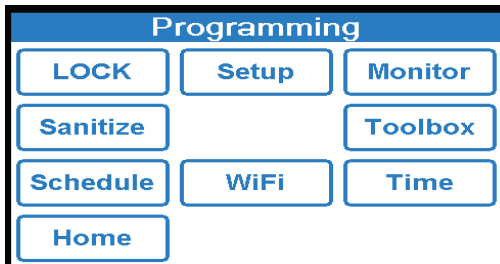 Programming
LOCK Setup Monitor
Sanitize Toolbox
Schedule WiFi Time
Home